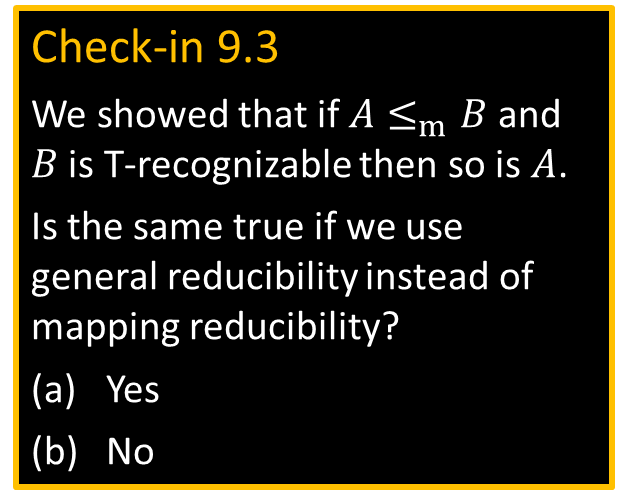 Check-in 9.3
We showed that if 𝐴 ≤ₘ 𝐵 and
𝐵 is T-recognizable then so is 𝐴.
Is the same true if we use
general reducibility instead of
mapping reducibility?
(a) Yes
(b) No